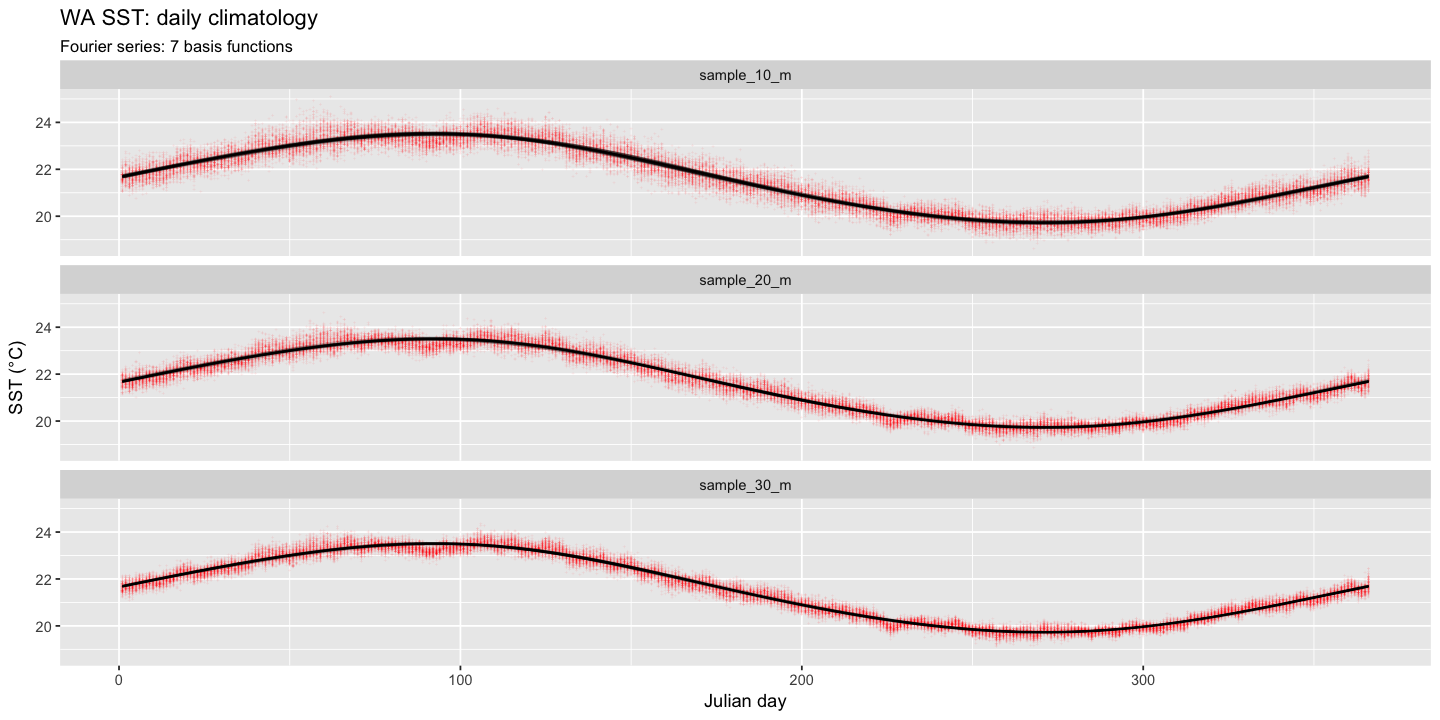 WA SST: daily climatology
Fourier series: 7 basis functions
sample_10_m
24
22
20
sample_20_m
24
22
20
SST (°C)
sample_30_m
24
22
20
0 100 200 300
Julian day